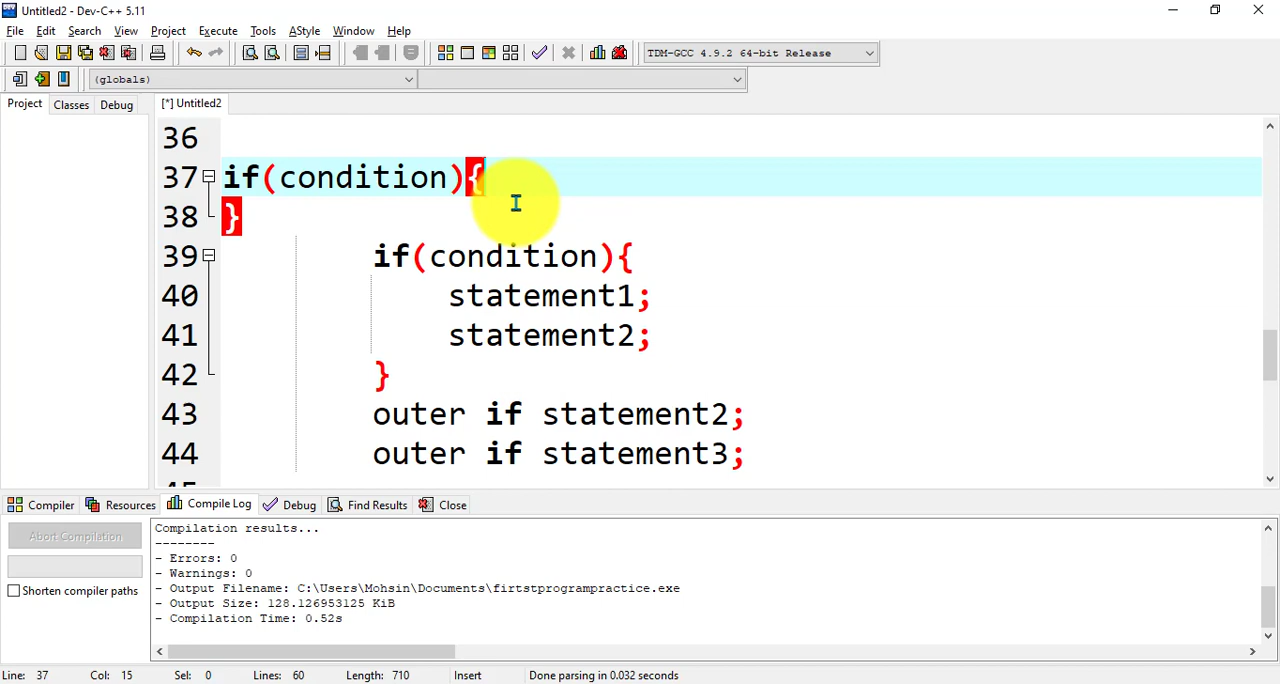 Untitled2 - Dev-C++ 5.11
File Edit Search View Project Execute Tools AStyle Window Help
TDM-GCC 4.9.2 64-bit Release
(globals)
Project Classes Debug [*] Untitled2
36
37 if(condition){
38 }
39 if(condition){
40 statement1;
41 statement2;
42 }
43 outer if statement2;
44 outer if statement3;
Compiler Resources Compile Log Debug Find Results Close
Abort Compilation
Shorten compiler paths
Compilation results...
--------
- Errors: 0
- Warnings: 0
- Output Filename: C:\Users\Mohsin\Documents\firtstprogrampractice.exe
- Output Size: 128.126953125 KiB
- Compilation Time: 0.52s
Line: 37 Col: 15 Sel: 0 Lines: 60 Length: 710 Insert Done parsing in 0.032 seconds